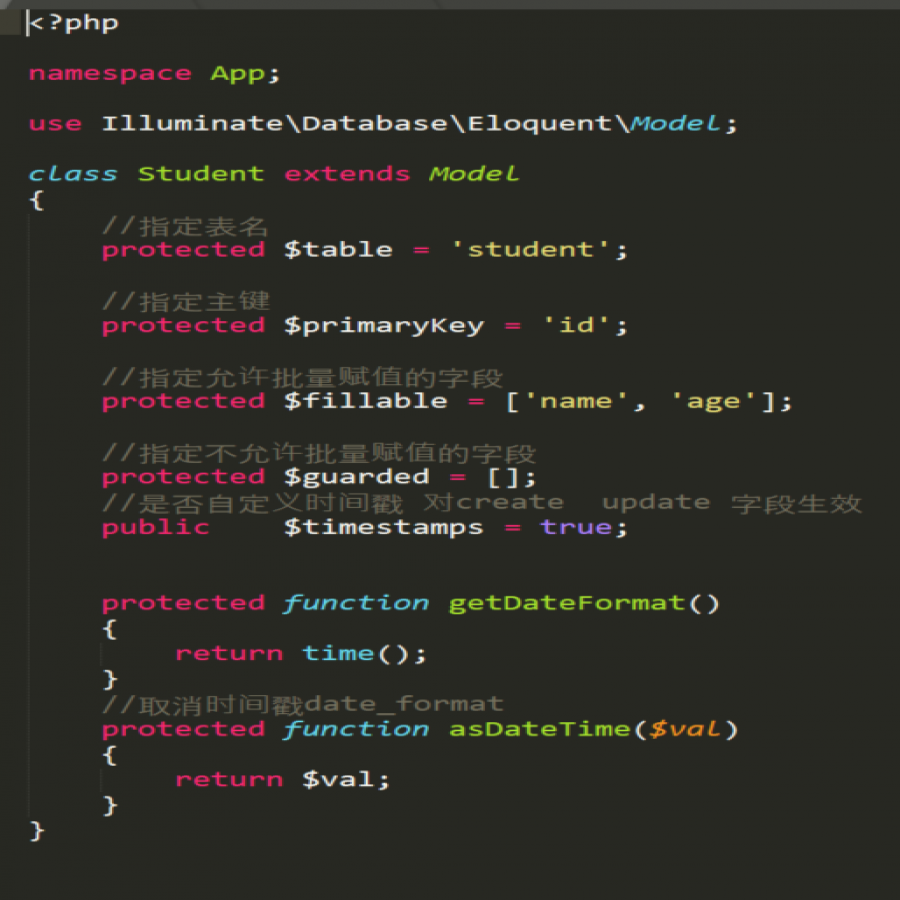 <?php
namespace App;
use Illuminate\Database\Eloquent\Model;
class Student extends Model
{
//指定表名
protected $table = 'student';
//指定主键
protected $primaryKey = 'id';
//指定允许批量赋值的字段
protected $fillable = ['name', 'age'];
//指定不允许批量赋值的字段
protected $guarded = [];
//是否自定义时间戳 对create  update 字段生效
public    $timestamps = true;
protected function getDateFormat()
{
return time();
}
//取消时间戳date_format
protected function asDateTime($val)
{
return $val;
}
}